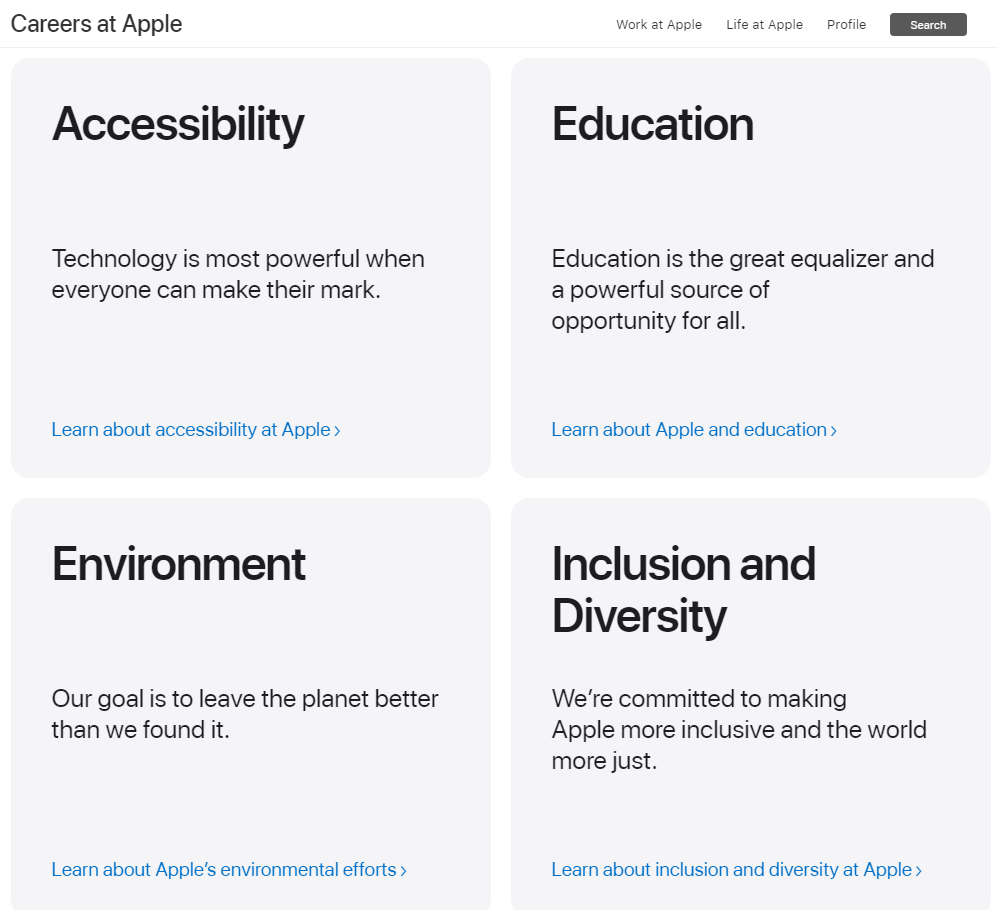 Careers at Apple
Work at Apple
Life at Apple
Profile
Search
Accessibility
Technology is most powerful when
everyone can make their mark.
Learn about accessibility at Apple ›
Education
Education is the great equalizer and
a powerful source of
opportunity for all.
Learn about Apple and education ›
Environment
Our goal is to leave the planet better
than we found it.
Learn about Apple’s environmental efforts ›
Inclusion and
Diversity
We’re committed to making
Apple more inclusive and the world
more just.
Learn about inclusion and diversity at Apple ›